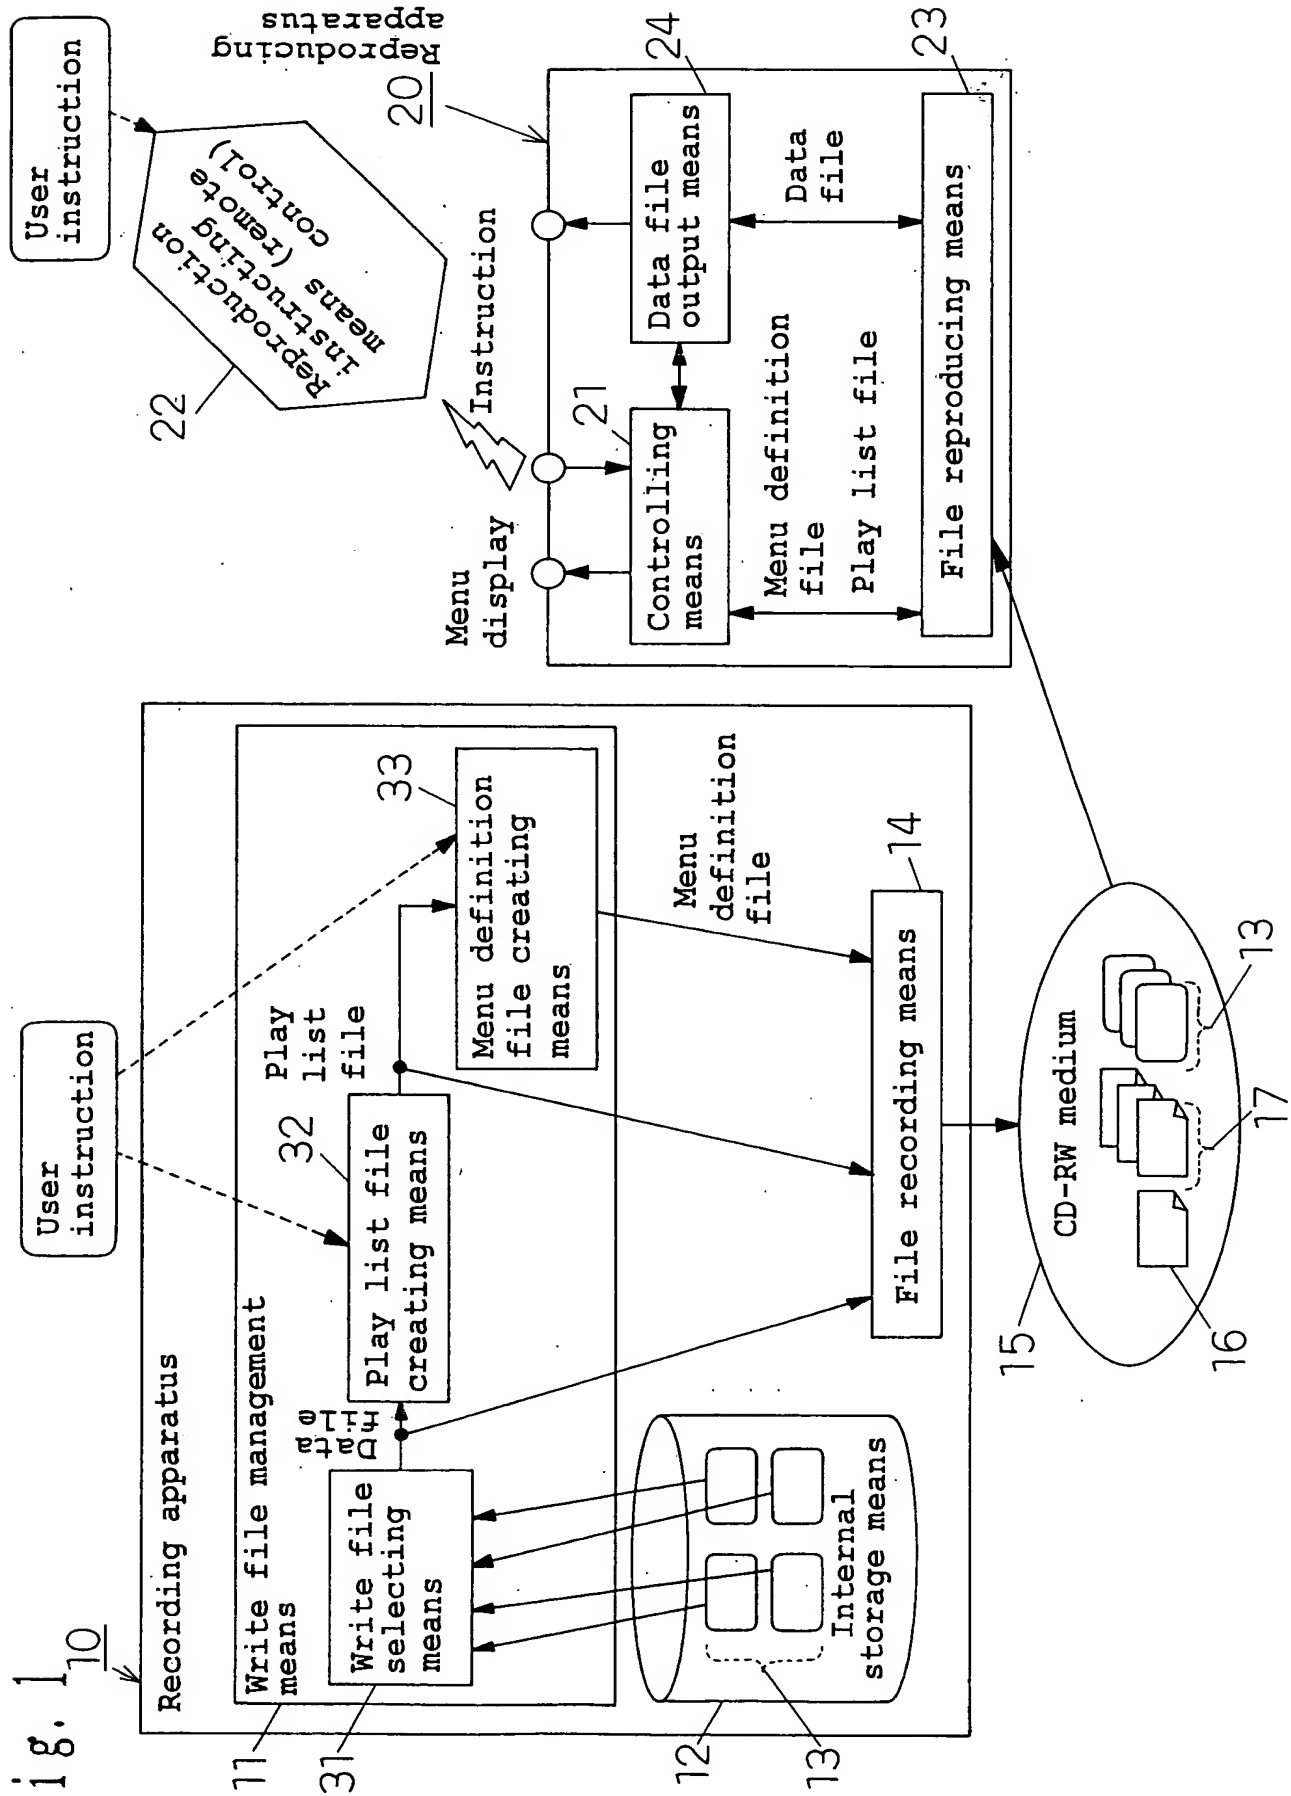 ig. 1
10
Recording apparatus
User
instruction
11
Write file management
means
31
Write file
selecting
means
Data
file
32
Play list file
creating means
Play
list
file
33
Menu definition
file creating
means
12
13
Internal
storage means
Menu
definition
file
14
File recording means
15
CD-RW medium
16
17
13
User
instruction
22
Reproduction
instructing
means (remote
control)
20
Reproducing
apparatus
Menu
display
Instruction
21
Controlling
means
24
Data file
output means
Menu definition
file
Play list file
Data
file
23
File reproducing means